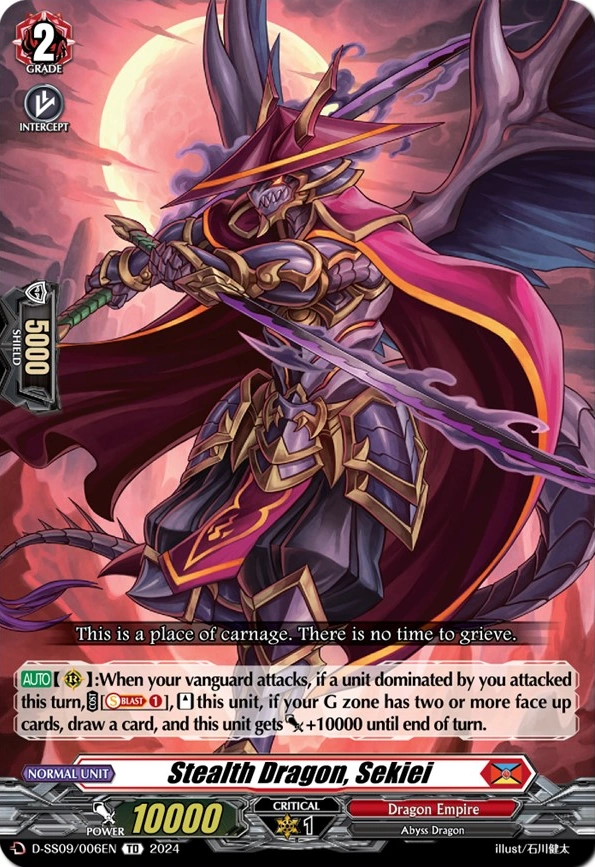 2
GRADE
INTERCEPT
5000
SHIELD
This is a place of carnage. There is no time to grieve.
AUTO【R】:When your vanguard attacks, if a unit dominated by you attacked
this turn, COST [S BLAST 1], this unit, if your G zone has two or more face up
cards, draw a card, and this unit gets +10000 until end of turn.
NORMAL UNIT
Stealth Dragon, Sekiei
POWER 10000
CRITICAL
1
Dragon Empire
Abyss Dragon
D-SS09/006EN TD 2024
illust/石川健太